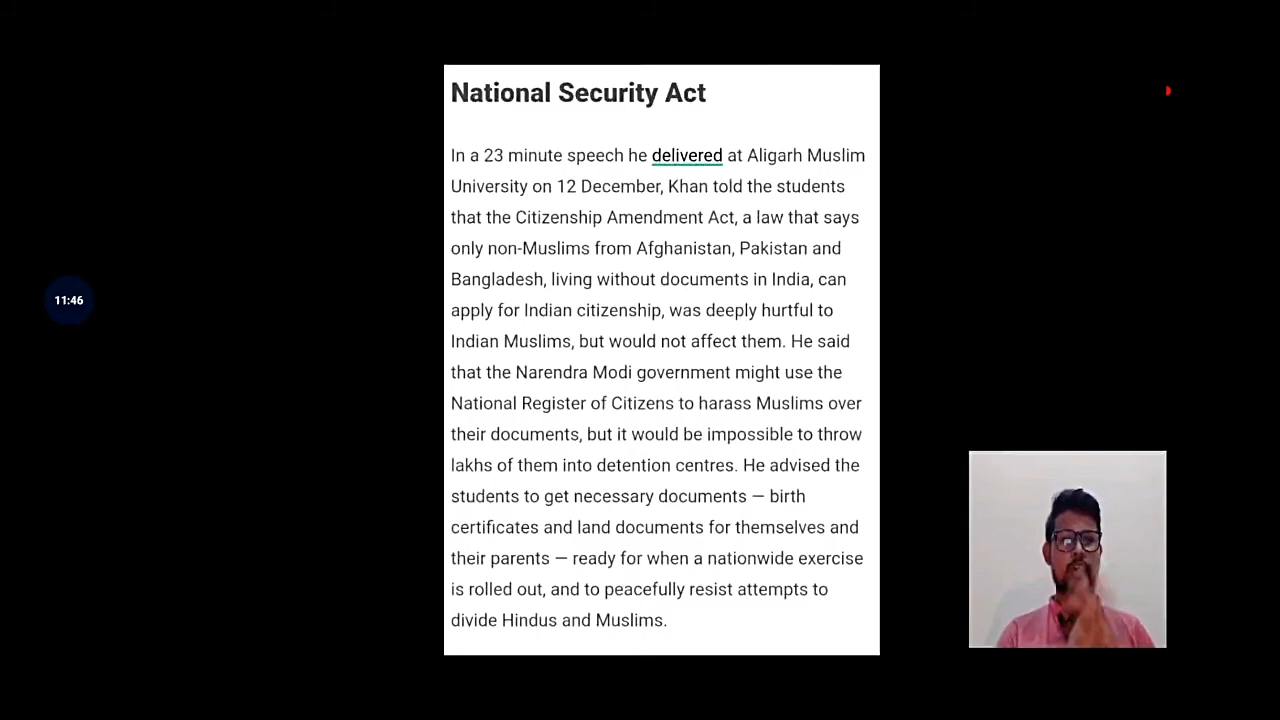 National Security Act
In a 23 minute speech he delivered at Aligarh Muslim
University on 12 December, Khan told the students
that the Citizenship Amendment Act, a law that says
only non-Muslims from Afghanistan, Pakistan and
Bangladesh, living without documents in India, can
apply for Indian citizenship, was deeply hurtful to
Indian Muslims, but would not affect them. He said
that the Narendra Modi government might use the
National Register of Citizens to harass Muslims over
their documents, but it would be impossible to throw
lakhs of them into detention centres. He advised the
students to get necessary documents — birth
certificates and land documents for themselves and
their parents — ready for when a nationwide exercise
is rolled out, and to peacefully resist attempts to
divide Hindus and Muslims.
11:46